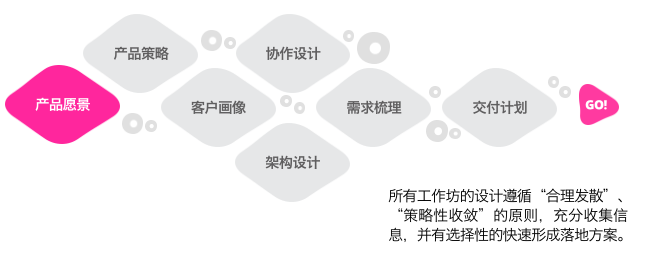 产品策略
协作设计
产品愿景
客户画像
需求梳理
交付计划
GO!
架构设计
所有工作坊的设计遵循“合理发散”、
“策略性收敛”的原则，充分收集信
息，并有选择性的快速形成落地方案。